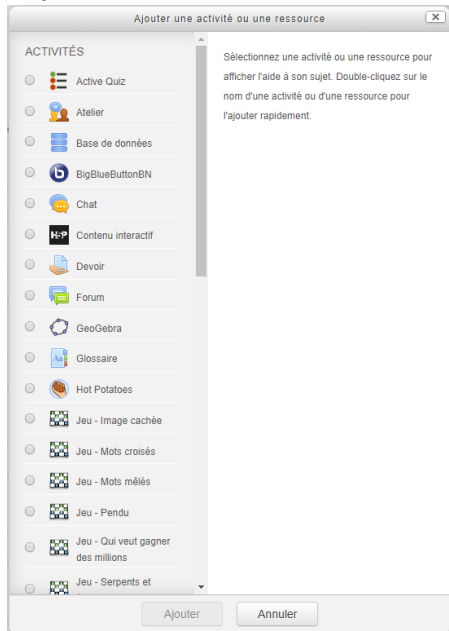 Ajouter une activité ou une ressource
ACTIVITÉS
Active Quiz
Atelier
Base de données
BigBlueButtonBN
Chat
H5P Contenu interactif
Devoir
Forum
GeoGebra
Glossaire
Hot Potatoes
Jeu - Image cachée
Jeu - Mots croisés
Jeu - Mots mêlés
Jeu - Pendu
Jeu - Qui veut gagner
des millions
Jeu - Serpents et
Sélectionnez une activité ou une ressource pour
afficher l'aide à son sujet. Double-cliquez sur le
nom d'une activité ou d'une ressource pour
l'ajouter rapidement.
Ajouter
Annuler